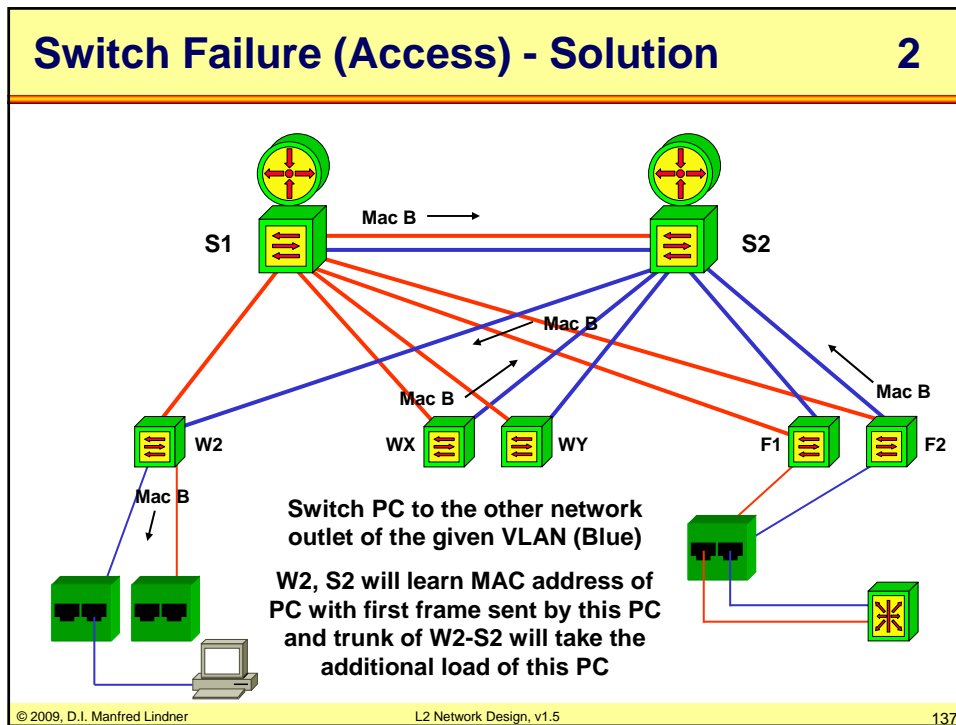 Switch Failure (Access) - Solution 2
Mac B
S1
S2
Mac B
Mac B
Mac B
W2
WX
WY
F1
F2
Mac B
Switch PC to the other network
outlet of the given VLAN (Blue)
W2, S2 will learn MAC address of
PC with first frame sent by this PC
and trunk of W2-S2 will take the
additional load of this PC
© 2009, D.I. Manfred Lindner
L2 Network Design, v1.5
137